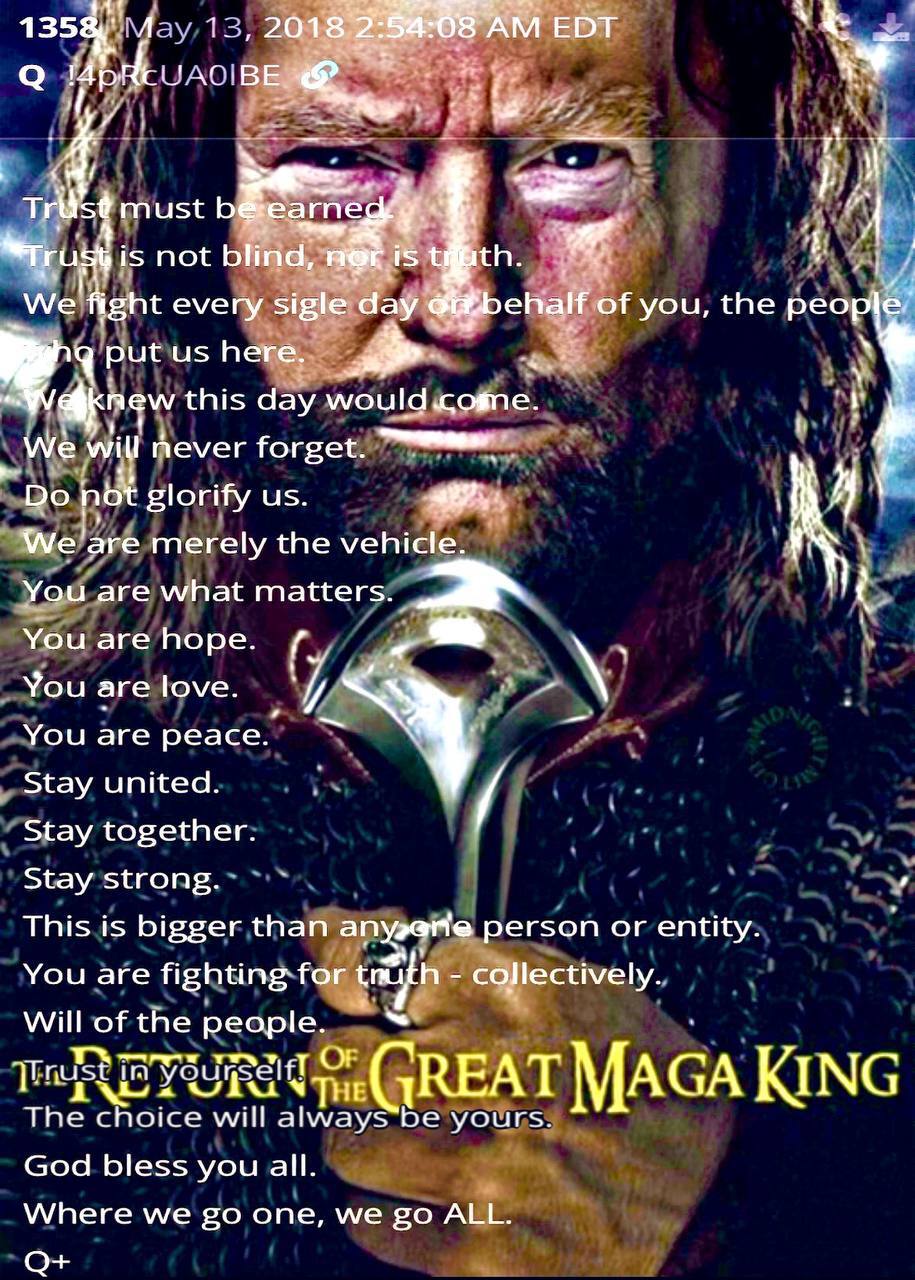 1358 May 13, 2018 2:54:08 AM EDT
Q !4pRcUA0lBE
Trust must be earned.
Trust is not blind, nor is truth.
We fight every sigle day on behalf of you, the people
who put us here.
We knew this day would come.
We will never forget.
Do not glorify us.
We are merely the vehicle.
You are what matters.
You are hope.
You are love.
You are peace.
MIDNIGHT
Stay united.
Stay together.
Stay strong.
This is bigger than any one person or entity.
You are fighting for truth - collectively.
Will of the people.
THE RETURN OF THE GREAT MAGA KING
Trust in yourself.
The choice will always be yours.
God bless you all.
Where we go one, we go ALL.
Q+